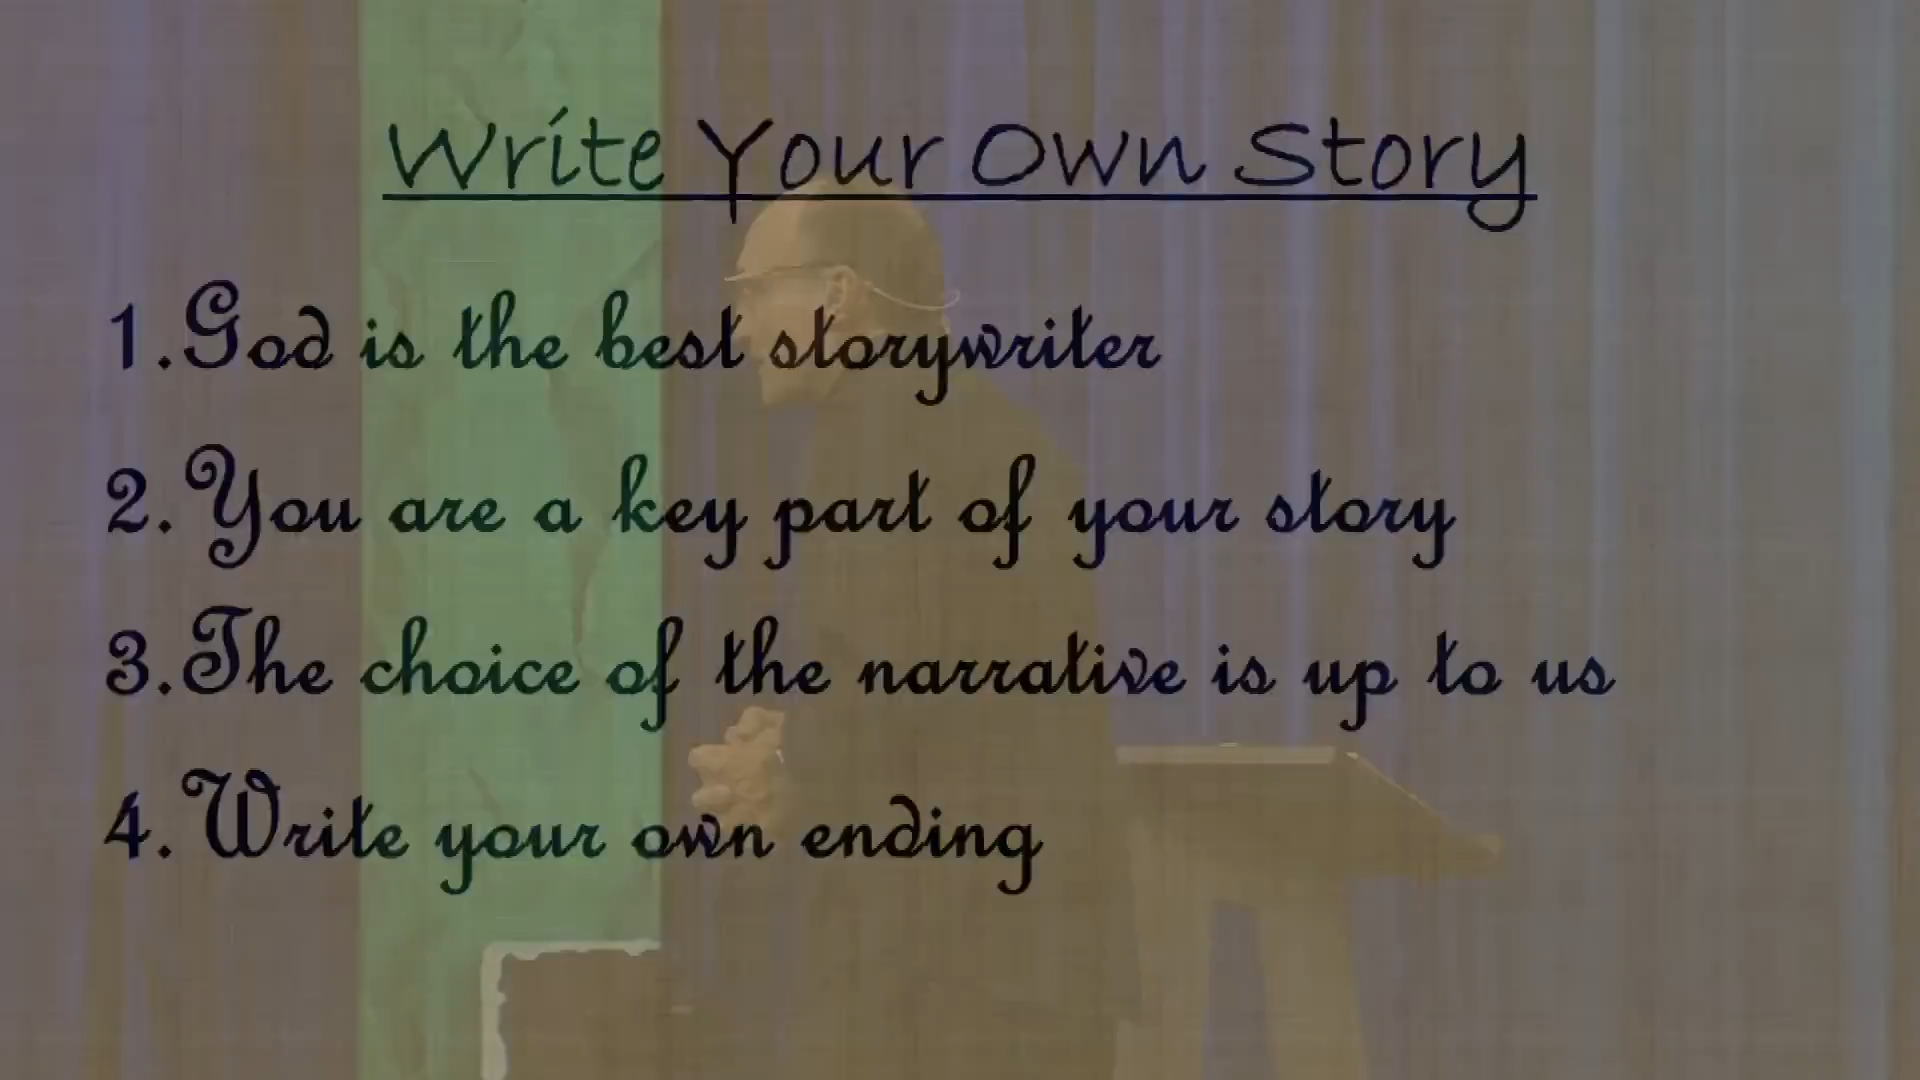 Write Your Own Story
1. God is the best storywriter
2. You are a key part of your story
3. The choice of the narrative is up to us
4. Write your own ending